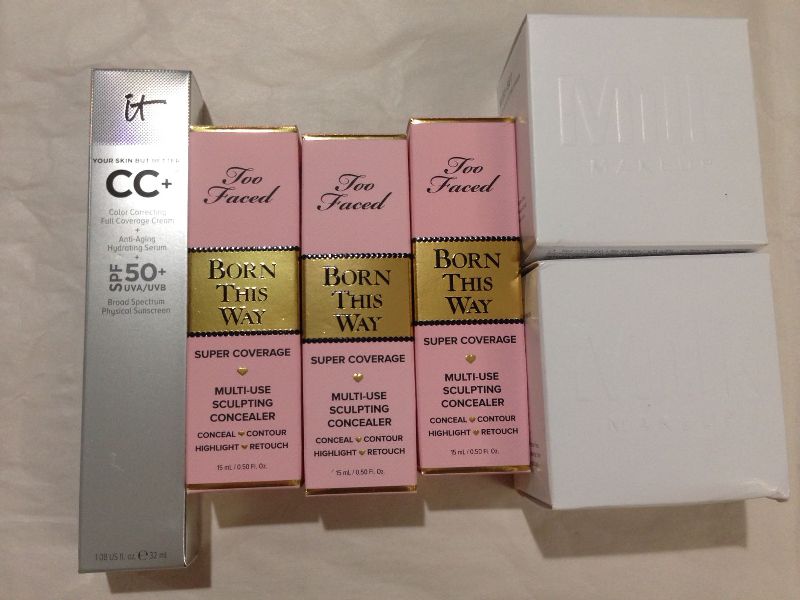 it
YOUR SKIN BUT BETTER
CC+
Color Correcting
Full Coverage Cream
+
Anti-Aging
Hydrating Serum
+
SPF 50+
UVA/UVB
Broad Spectrum
Physical Sunscreen
1.08 US fl. oz. e 32 mL
Too
Faced
BORN
THIS
WAY
SUPER COVERAGE
MULTI-USE
SCULPTING
CONCEALER
CONCEAL CONTOUR
HIGHLIGHT RETOUCH
15 mL / 0.50 Fl. Oz.
Too
Faced
BORN
THIS
WAY
SUPER COVERAGE
MULTI-USE
SCULPTING
CONCEALER
CONCEAL CONTOUR
HIGHLIGHT RETOUCH
15 mL / 0.50 Fl. Oz.
Too
Faced
BORN
THIS
WAY
SUPER COVERAGE
MULTI-USE
SCULPTING
CONCEALER
CONCEAL CONTOUR
HIGHLIGHT RETOUCH
15 mL / 0.50 Fl. Oz.
Milk
MAKEUP